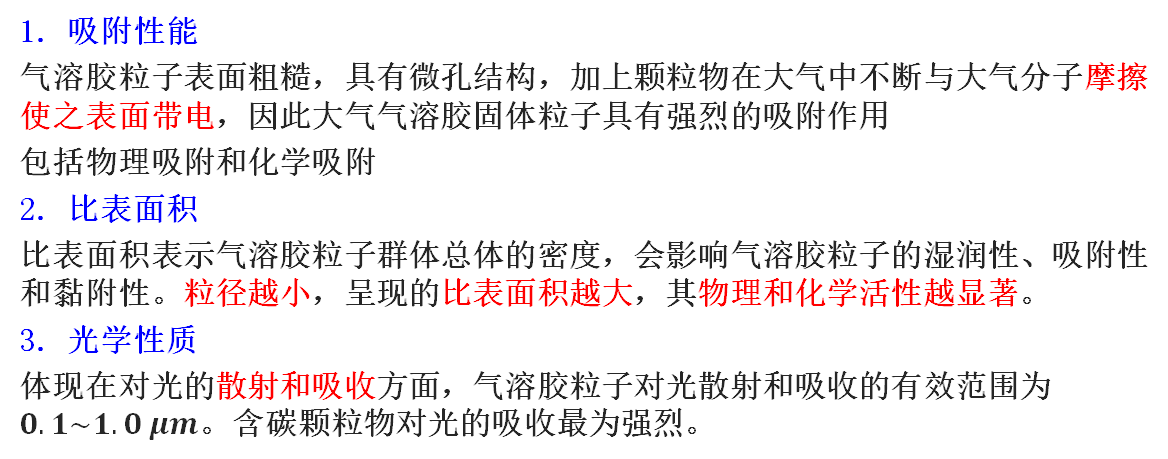 1. 吸附性能
气溶胶粒子表面粗糙，具有微孔结构，加上颗粒物在大气中不断与大气分子摩擦
使之表面带电，因此大气气溶胶固体粒子具有强烈的吸附作用
包括物理吸附和化学吸附
2. 比表面积
比表面积表示气溶胶粒子群体总体的密度，会影响气溶胶粒子的湿润性、吸附性
和黏附性。粒径越小，呈现的比表面积越大，其物理和化学活性越显著。
3. 光学性质
体现在对光的散射和吸收方面，气溶胶粒子对光散射和吸收的有效范围为
0.1~1.0 μm。含碳颗粒物对光的吸收最为强烈。